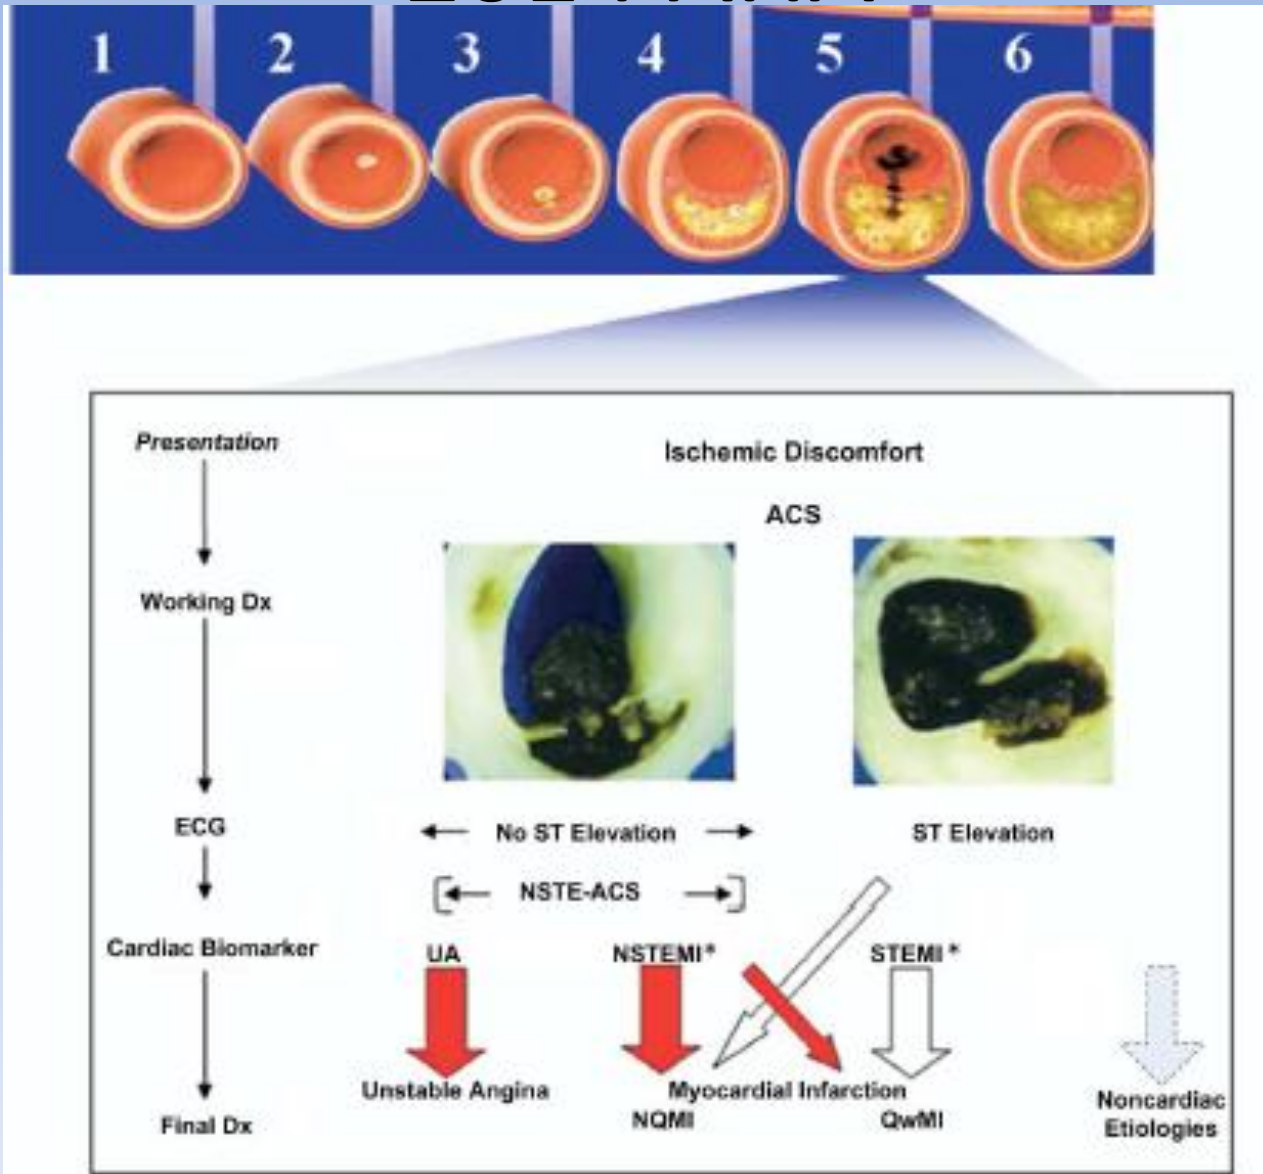 1 2 3 4 5 6
Presentation
Ischemic Discomfort
ACS
Working Dx
ECG
No ST Elevation
ST Elevation
NSTE-ACS
Cardiac Biomarker
UA
NSTEMI*
STEMI*
Unstable Angina
Myocardial Infarction
NQMI
QwMI
Noncardiac
Etiologies
Final Dx